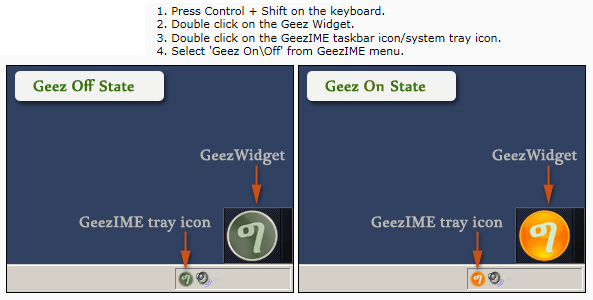 1. Press Control + Shift on the keyboard.
2. Double click on the Geez Widget.
3. Double click on the GeezIME taskbar icon/system tray icon.
4. Select 'Geez On\Off' from GeezIME menu.
Geez Off State
GeezWidget
GeezIME tray icon
ግ
ግ
Geez On State
GeezWidget
GeezIME tray icon
ግ
ግ